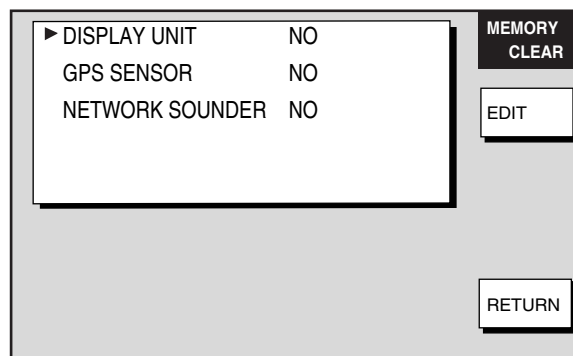 ▶ DISPLAY UNIT NO
GPS SENSOR NO
NETWORK SOUNDER NO
MEMORY
CLEAR
EDIT
RETURN